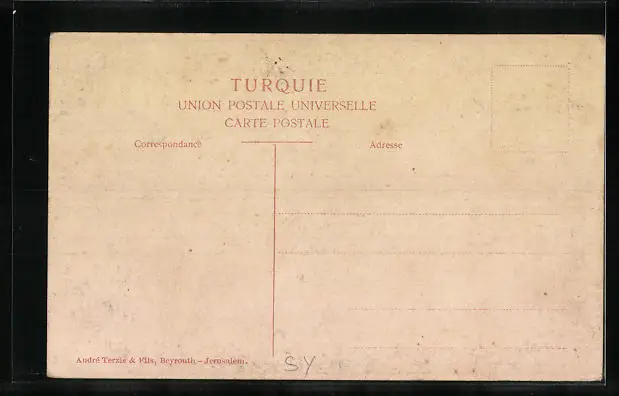 TURQUIE
UNION POSTALE UNIVERSELLE
CARTE POSTALE
Correspondance
Adresse
André Terzis & Fils, Beyrouth - Jerusalem.
SY